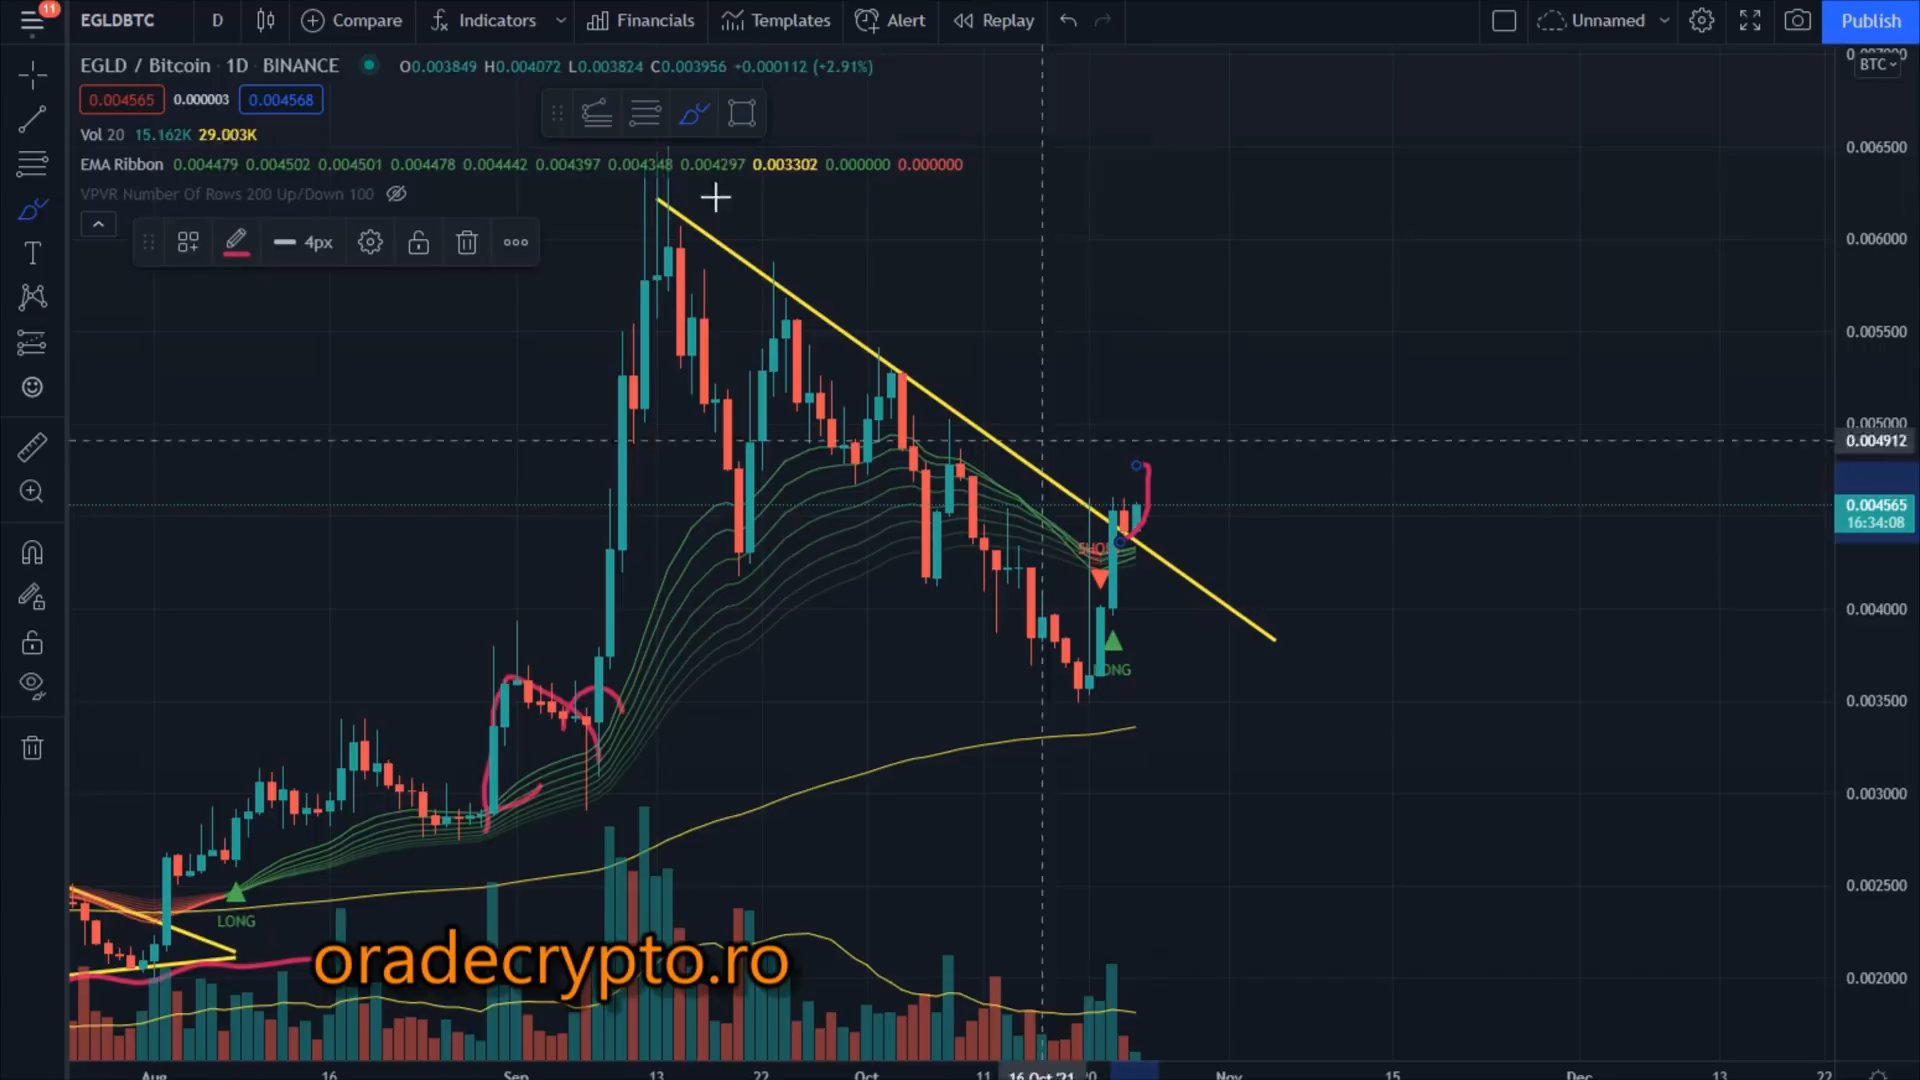 11
EGLDBTC D Compare Indicators Financials Templates Alert Replay Unnamed Publish
EGLD / Bitcoin 1D BINANCE O0.003849 H0.004072 L0.003824 C0.003956 +0.000112 (+2.91%)
BTC
0.004565 0.000003 0.004568
Vol 20 15.162K 29.003K
EMA Ribbon 0.004479 0.004502 0.004501 0.004478 0.004442 0.004397 0.004348 0.004297 0.003302 0.000000 0.000000
VPVR Number Of Rows 200 Up/Down 100
4px
0.006500
0.006000
0.005500
0.005000
0.004912
0.004565
16:34:08
0.004000
LONG
0.003500
0.003000
0.002500
LONG
oradecrypto.ro
0.002000
Aug 16 Sep 13 22 Oct 11 16 Oct '21 20 Nov 15 Dec 13 22